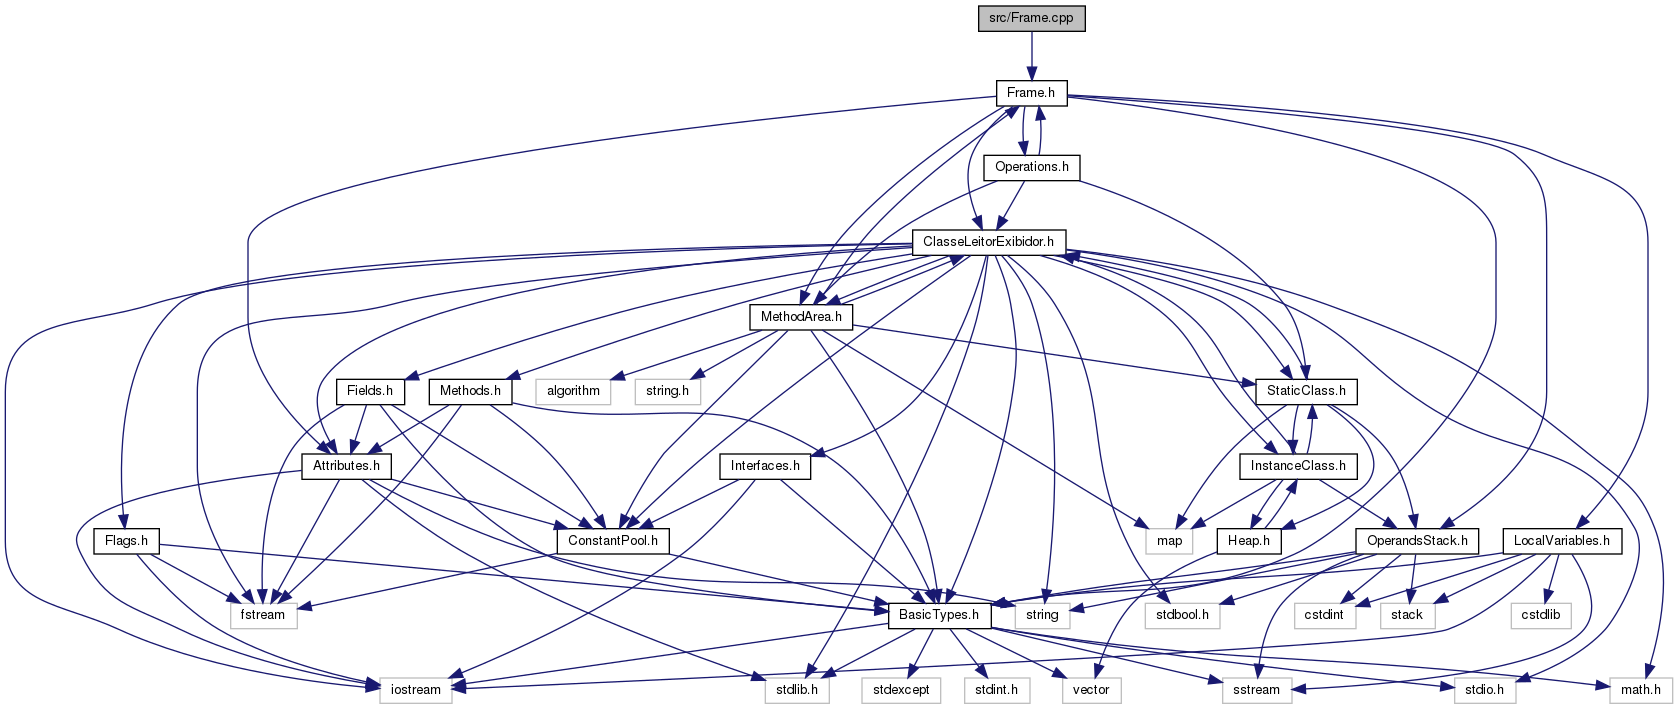 src/Frame.cpp
Frame.h
Operations.h
ClasseLeitorExibidor.h
MethodArea.h
Fields.h
Methods.h
algorithm
string.h
StaticClass.h
Attributes.h
Interfaces.h
InstanceClass.h
Flags.h
ConstantPool.h
map
Heap.h
OperandsStack.h
LocalVariables.h
fstream
BasicTypes.h
string
stdbool.h
cstdint
stack
cstdlib
iostream
stdlib.h
stdexcept
stdint.h
vector
sstream
stdio.h
math.h